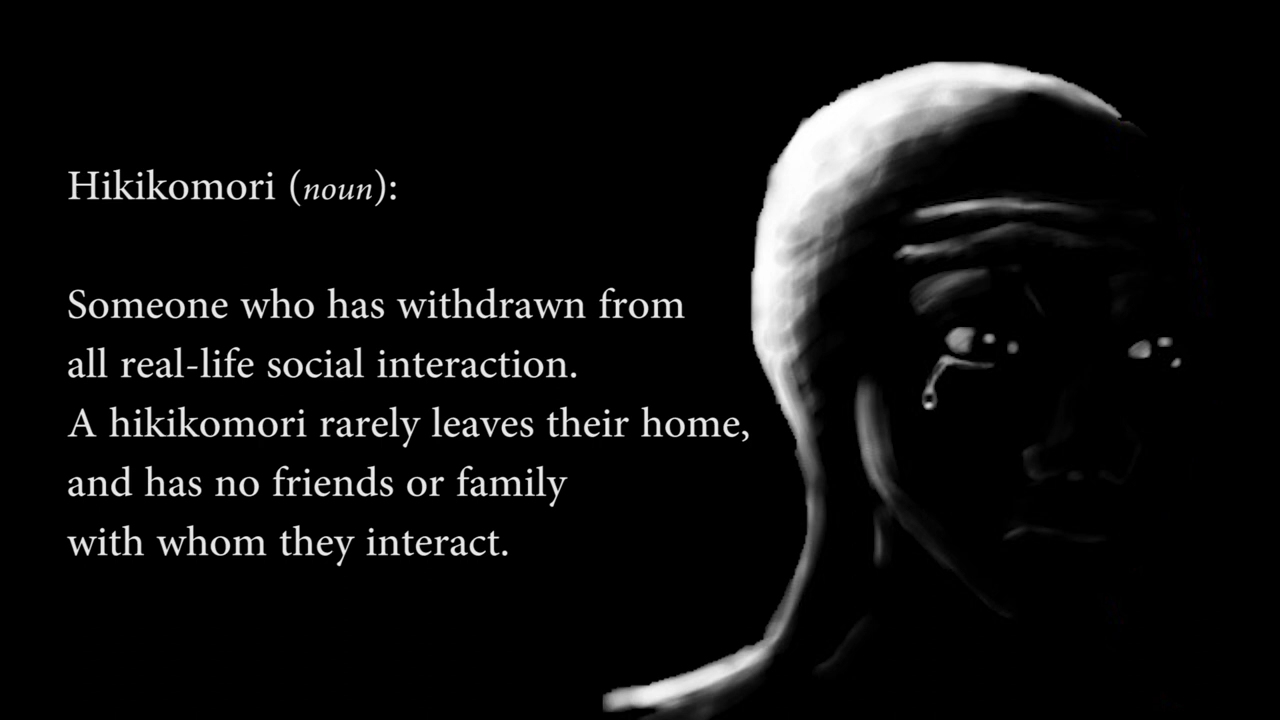 Hikikomori (noun):
Someone who has withdrawn from
all real-life social interaction.
A hikikomori rarely leaves their home,
and has no friends or family
with whom they interact.